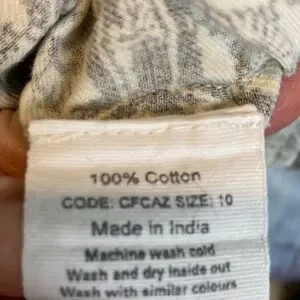 100% Cotton
CODE: CFCAZ SIZE: 10
Made in India
Machine wash cold
Wash and dry inside out
Wash with similar colours